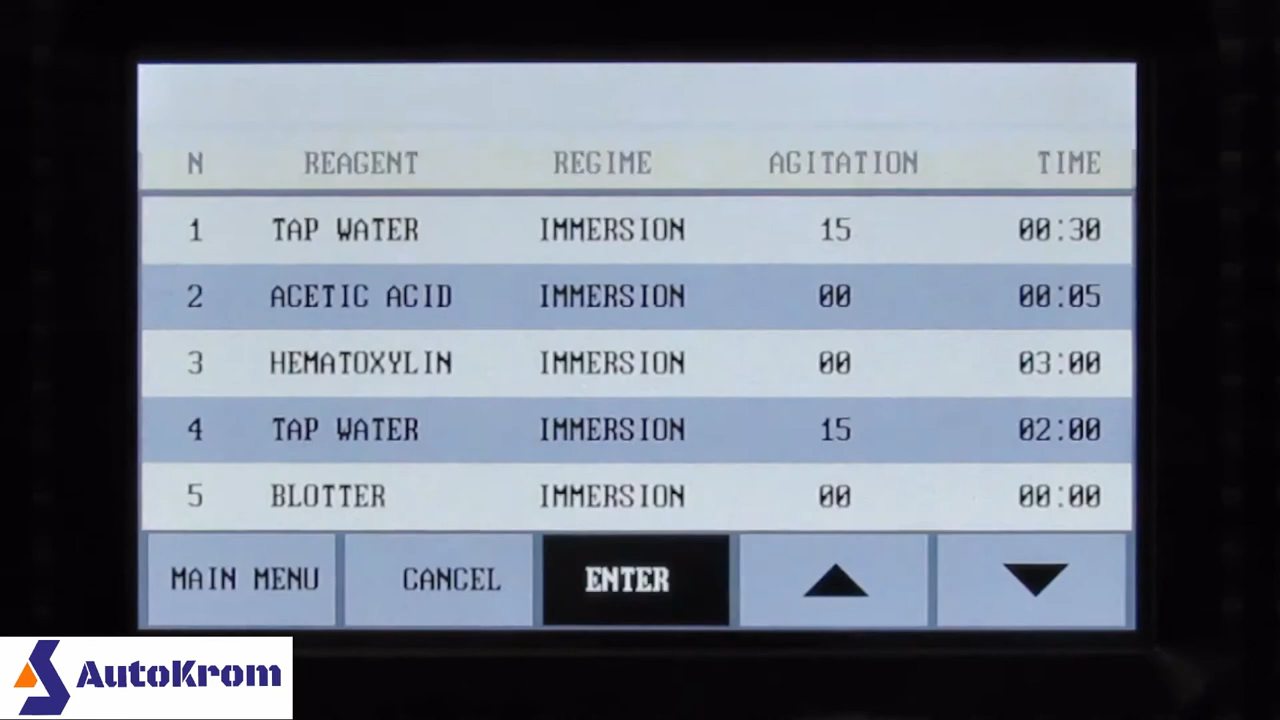 N REAGENT REGIME AGITATION TIME
1 TAP WATER IMMERSION 15 00:30
2 ACETIC ACID IMMERSION 00 00:05
3 HEMATOXYLIN IMMERSION 00 03:00
4 TAP WATER IMMERSION 15 02:00
5 BLOTTER IMMERSION 00 00:00
MAIN MENU CANCEL ENTER
AutoKrom